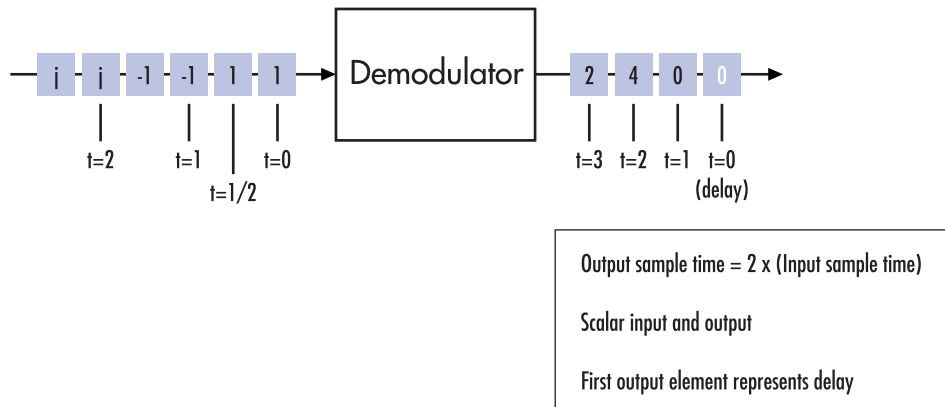 j j -1 -1 1 1
Demodulator
2 4 0 0
t=2 t=1 t=0
t=1/2
t=3 t=2 t=1 t=0
(delay)
Output sample time = 2 x (Input sample time)
Scalar input and output
First output element represents delay